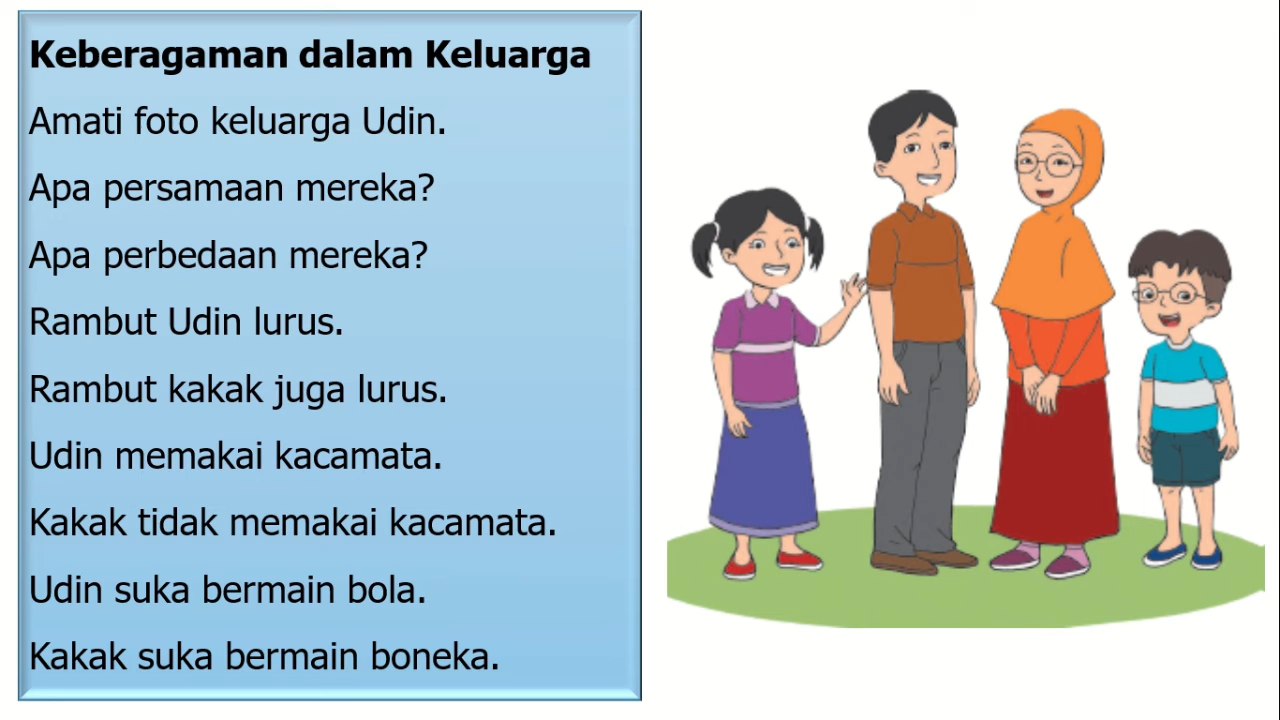 Keberagaman dalam Keluarga
Amati foto keluarga Udin.
Apa persamaan mereka?
Apa perbedaan mereka?
Rambut Udin lurus.
Rambut kakak juga lurus.
Udin memakai kacamata.
Kakak tidak memakai kacamata.
Udin suka bermain bola.
Kakak suka bermain boneka.